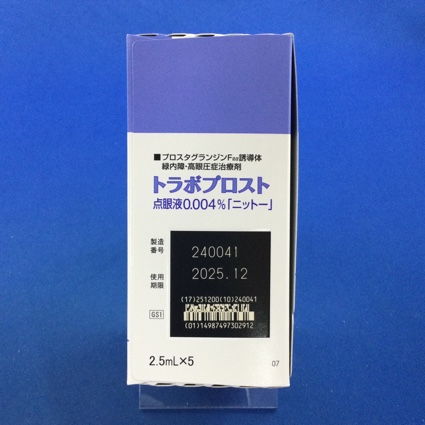 ■プロスタグランジンF2α誘導体
緑内障・高眼圧症治療剤
トラボプロスト
点眼液0.004%「ニットー」
製造
番号
240041
使用
期限
2025.12
(17)251200(10)240041
GS1
(01)14987497302912
2.5mL×5
07